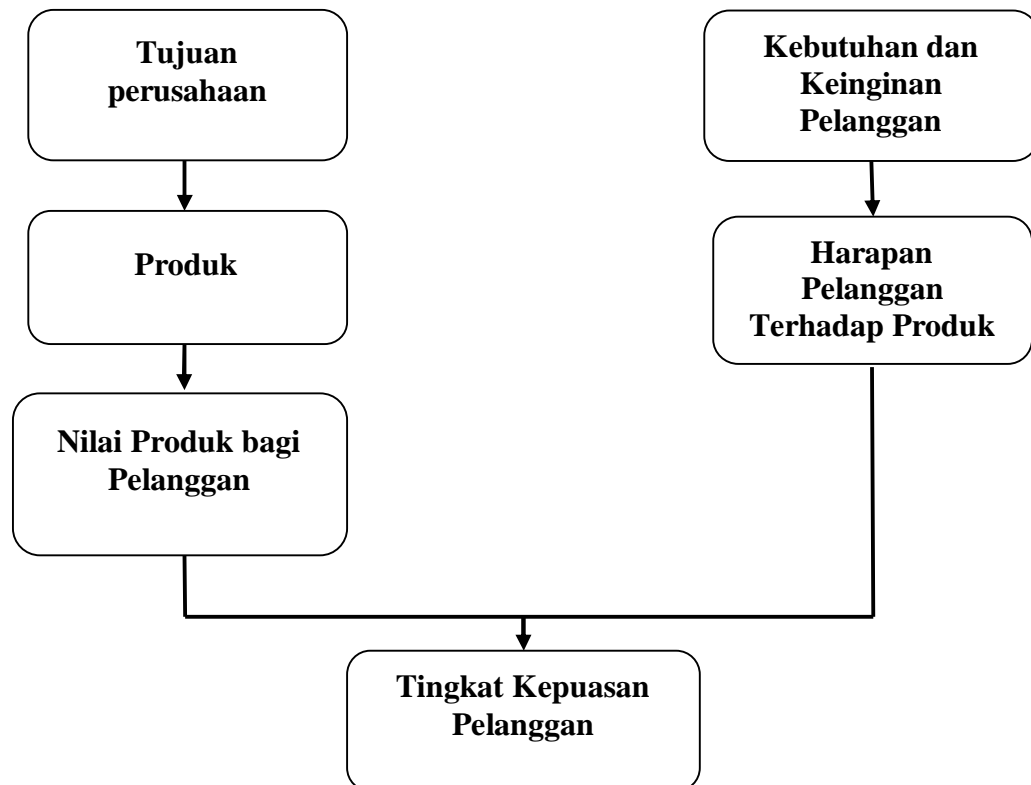 Tujuan
perusahaan
Kebutuhan dan
Keinginan
Pelanggan
Produk
Harapan
Pelanggan
Terhadap Produk
Nilai Produk bagi
Pelanggan
Tingkat Kepuasan
Pelanggan